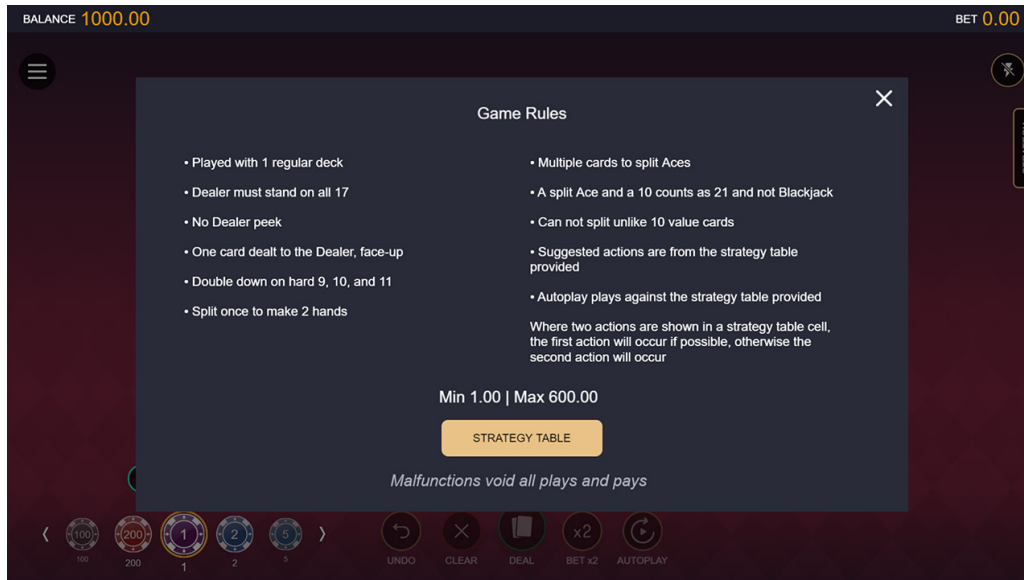 BALANCE 1000.00
BET 0.00
Game Rules
• Played with 1 regular deck
• Dealer must stand on all 17
• No Dealer peek
• One card dealt to the Dealer, face-up
• Double down on hard 9, 10, and 11
• Split once to make 2 hands
• Multiple cards to split Aces
• A split Ace and a 10 counts as 21 and not Blackjack
• Can not split unlike 10 value cards
• Suggested actions are from the strategy table
provided
• Autoplay plays against the strategy table provided
Where two actions are shown in a strategy table cell,
the first action will occur if possible, otherwise the
second action will occur
Min 1.00 | Max 600.00
STRATEGY TABLE
Malfunctions void all plays and pays
100 200 1 2 5
x2
100 200 1 2 5
UNDO CLEAR DEAL BET x2 AUTOPLAY